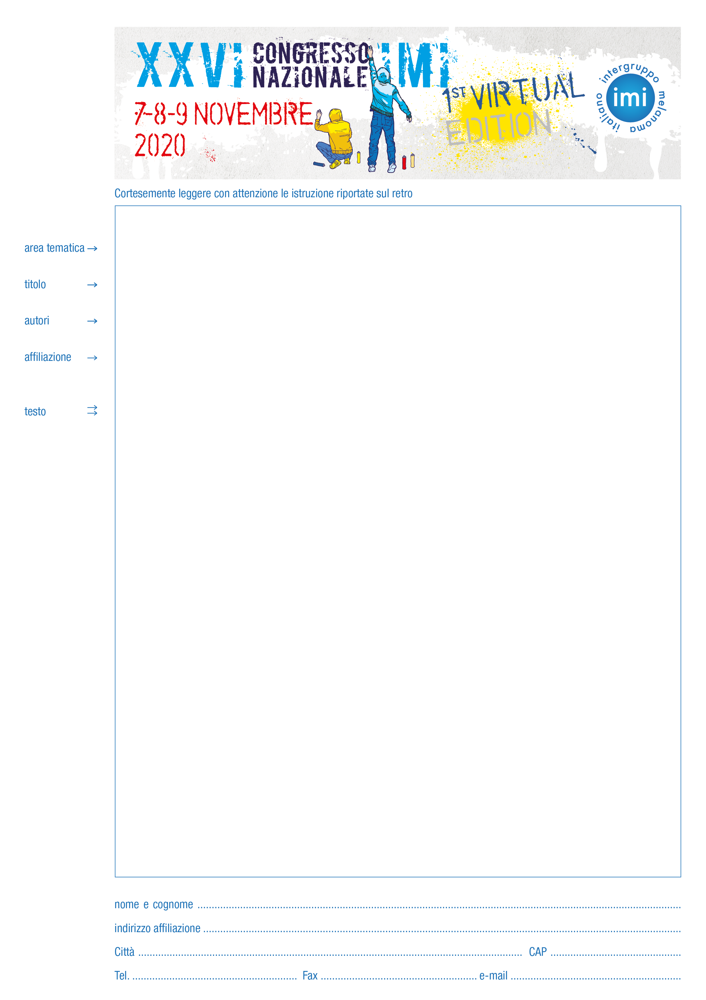 XXVI CONGRESSO NAZIONALE IMI
7-8-9 NOVEMBRE
2020
1ST VIRTUAL
EDITION
intergruppo melanoma italiano
imi
Cortesemente leggere con attenzione le istruzione riportate sul retro
area tematica →
titolo →
autori →
affiliazione →
testo ⇉
nome e cognome ..........
indirizzo affiliazione ..........
Città .......... CAP ..........
Tel. .......... Fax .......... e-mail ..........